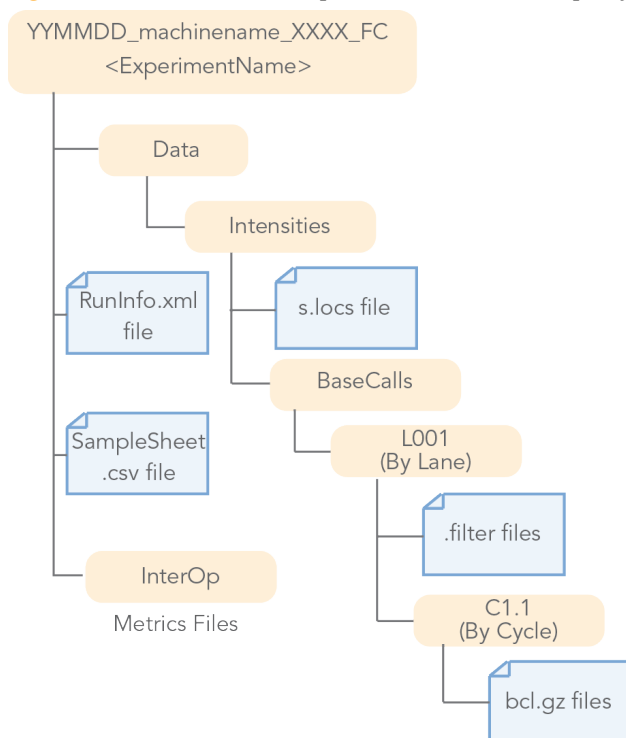 YYMMDD_machinename_XXXX_FC
<ExperimentName>
Data
Intensities
RunInfo.xml
file
s.locs file
BaseCalls
SampleSheet
.csv file
L001
(By Lane)
.filter files
InterOp
Metrics Files
C1.1
(By Cycle)
bcl.gz files